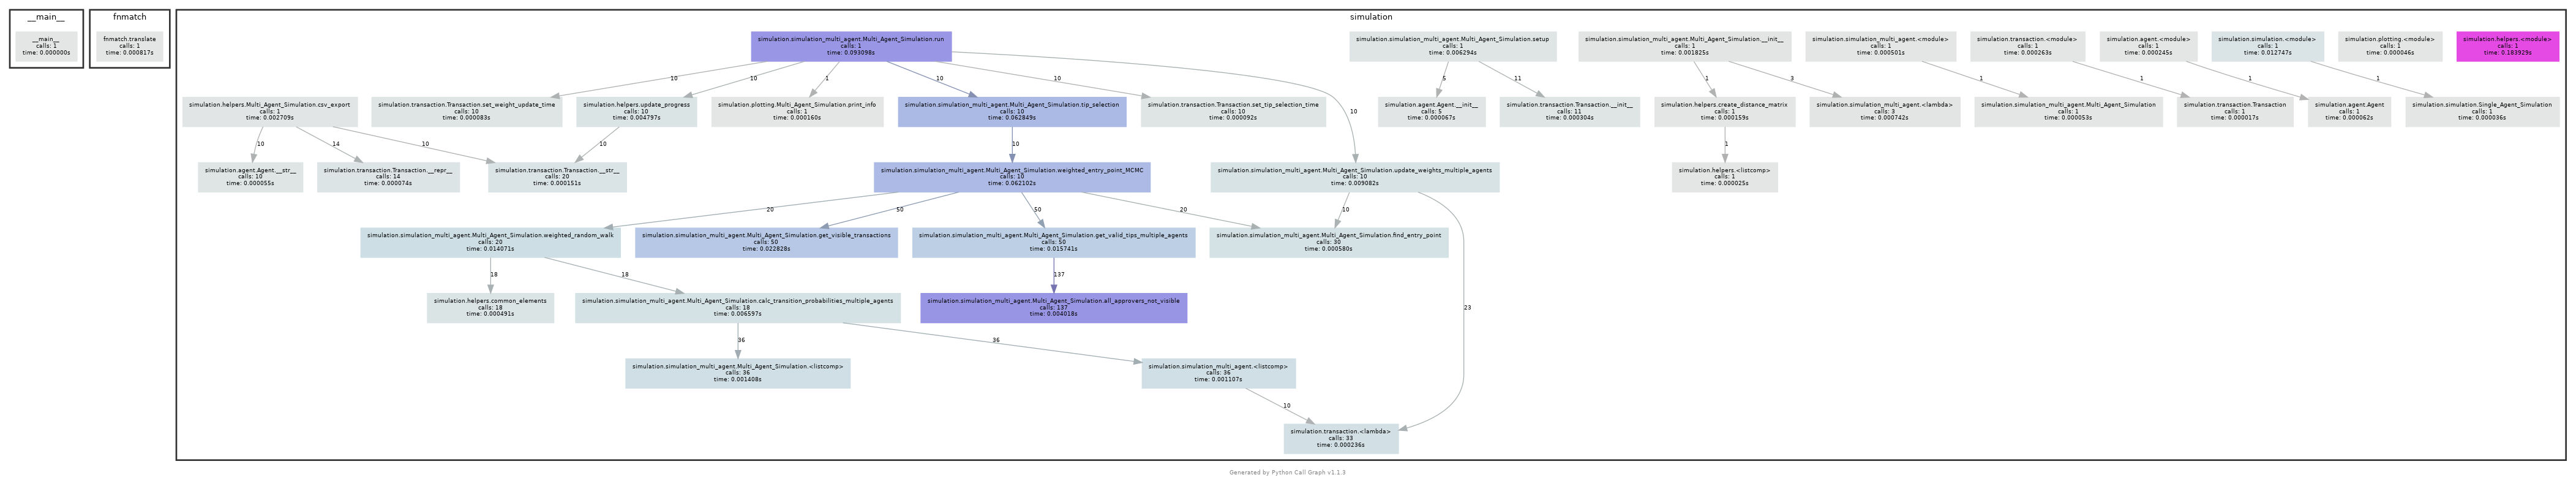 __main__
fnmatch
simulation
__main__
calls: 1
time: 0.000000s
fnmatch.translate
calls: 1
time: 0.000817s
simulation.simulation_multi_agent.Multi_Agent_Simulation.run
calls: 1
time: 0.093098s
simulation.simulation_multi_agent.Multi_Agent_Simulation.setup
calls: 1
time: 0.006294s
simulation.simulation_multi_agent.Multi_Agent_Simulation.__init__
calls: 1
time: 0.001825s
simulation.simulation_multi_agent.<module>
calls: 1
time: 0.000501s
simulation.transaction.<module>
calls: 1
time: 0.000263s
simulation.agent.<module>
calls: 1
time: 0.000245s
simulation.simulation.<module>
calls: 1
time: 0.012747s
simulation.plotting.<module>
calls: 1
time: 0.000046s
simulation.helpers.<module>
calls: 1
time: 0.183929s
10
10
1
10
10
10
5
11
1
3
1
1
1
1
simulation.helpers.Multi_Agent_Simulation.csv_export
calls: 1
time: 0.002709s
simulation.transaction.Transaction.set_weight_update_time
calls: 10
time: 0.000083s
simulation.helpers.update_progress
calls: 10
time: 0.004797s
simulation.plotting.Multi_Agent_Simulation.print_info
calls: 1
time: 0.000160s
simulation.simulation_multi_agent.Multi_Agent_Simulation.tip_selection
calls: 10
time: 0.062849s
simulation.transaction.Transaction.set_tip_selection_time
calls: 10
time: 0.000092s
simulation.agent.Agent.__init__
calls: 5
time: 0.000067s
simulation.transaction.Transaction.__init__
calls: 11
time: 0.000304s
simulation.helpers.create_distance_matrix
calls: 1
time: 0.000159s
simulation.simulation_multi_agent.<lambda>
calls: 3
time: 0.000742s
simulation.simulation_multi_agent.Multi_Agent_Simulation
calls: 1
time: 0.000053s
simulation.transaction.Transaction
calls: 1
time: 0.000017s
simulation.agent.Agent
calls: 1
time: 0.000062s
simulation.simulation.Single_Agent_Simulation
calls: 1
time: 0.000036s
10
14
10
10
10
1
simulation.agent.Agent.__str__
calls: 10
time: 0.000055s
simulation.transaction.Transaction.__repr__
calls: 14
time: 0.000074s
simulation.transaction.Transaction.__str__
calls: 20
time: 0.000151s
simulation.simulation_multi_agent.Multi_Agent_Simulation.weighted_entry_point_MCMC
calls: 10
time: 0.062102s
simulation.simulation_multi_agent.Multi_Agent_Simulation.update_weights_multiple_agents
calls: 10
time: 0.009082s
simulation.helpers.<listcomp>
calls: 1
time: 0.000025s
20
50
50
20
10
simulation.simulation_multi_agent.Multi_Agent_Simulation.weighted_random_walk
calls: 20
time: 0.014071s
simulation.simulation_multi_agent.Multi_Agent_Simulation.get_visible_transactions
calls: 50
time: 0.022828s
simulation.simulation_multi_agent.Multi_Agent_Simulation.get_valid_tips_multiple_agents
calls: 50
time: 0.015741s
simulation.simulation_multi_agent.Multi_Agent_Simulation.find_entry_point
calls: 30
time: 0.000580s
18
18
137
simulation.helpers.common_elements
calls: 18
time: 0.000491s
simulation.simulation_multi_agent.Multi_Agent_Simulation.calc_transition_probabilities_multiple_agents
calls: 18
time: 0.006597s
simulation.simulation_multi_agent.Multi_Agent_Simulation.all_approvers_not_visible
calls: 137
time: 0.004018s
23
36
36
simulation.simulation_multi_agent.Multi_Agent_Simulation.<listcomp>
calls: 36
time: 0.001408s
simulation.simulation_multi_agent.<listcomp>
calls: 36
time: 0.001107s
10
simulation.transaction.<lambda>
calls: 33
time: 0.000236s
Generated by Python Call Graph v1.1.3